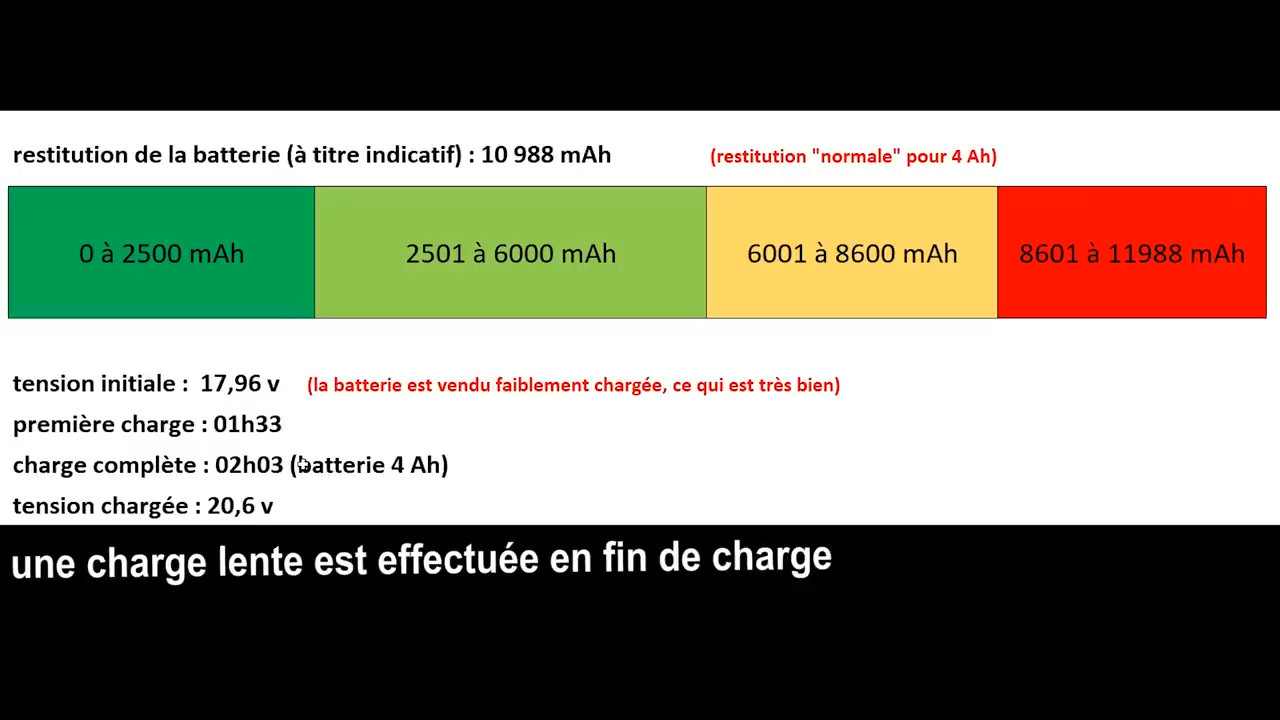 restitution de la batterie (à titre indicatif) : 10 988 mAh (restitution "normale" pour 4 Ah)
0 à 2500 mAh 2501 à 6000 mAh 6001 à 8600 mAh 8601 à 11988 mAh
tension initiale : 17,96 v (la batterie est vendu faiblement chargée, ce qui est très bien)
première charge : 01h33
charge complète : 02h03 (batterie 4 Ah)
tension chargée : 20,6 v
une charge lente est effectuée en fin de charge